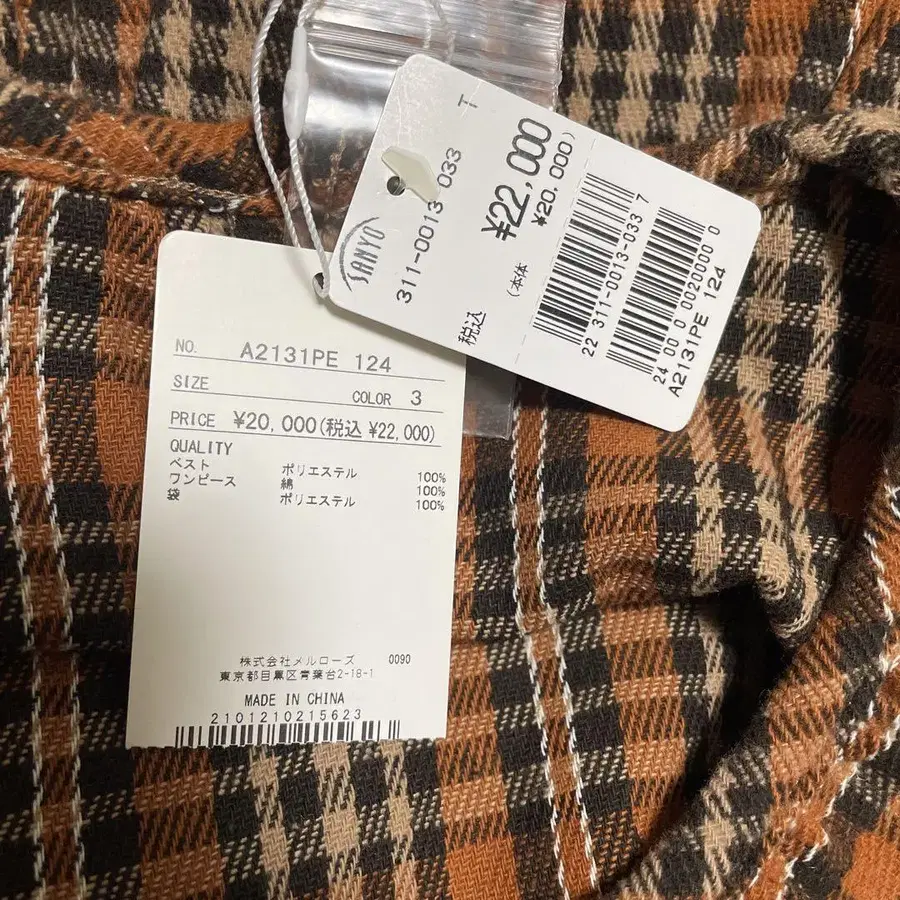 T
¥22,000
¥20,000)
(本体
税込
SANYO
311-0013-033
22 311-0013-033 7
24 00 0 0020000 0
A2131PE 124
NO. A2131PE 124
SIZE
COLOR 3
PRICE ¥20,000(税込 ¥22,000)
QUALITY
ベスト ポリエステル 100%
ワンピース 綿 100%
袋 ポリエステル 100%
株式会社メルローズ 0090
東京都目黒区青葉台2-18-1
MADE IN CHINA
2101210215623